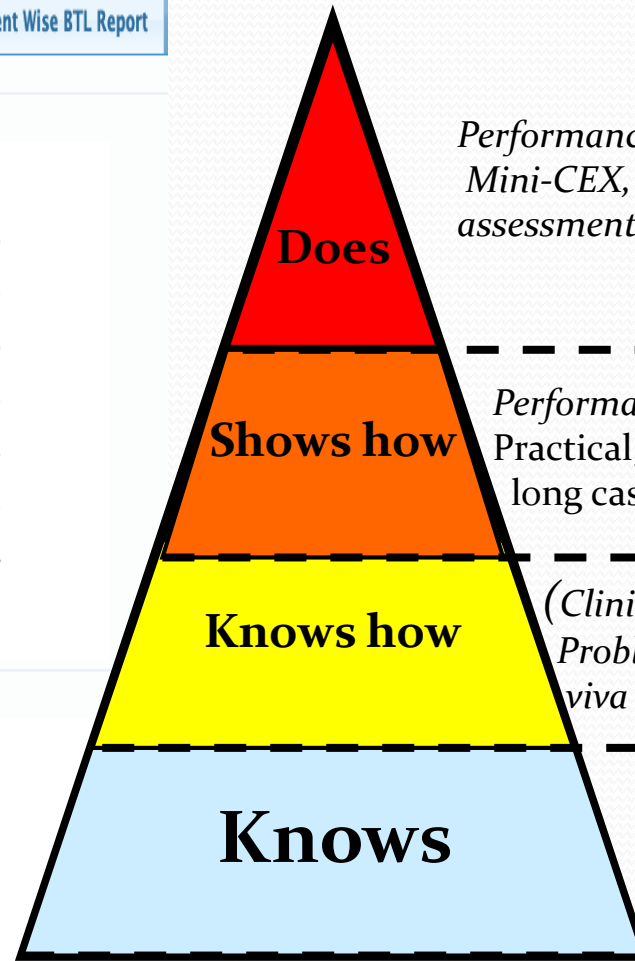 ent Wise BTL Report
Performanc
Mini-CEX,
assessment
Does
Performa
Practical,
long cas
Shows how
(Clini
Probl
viva
Knows how
Knows